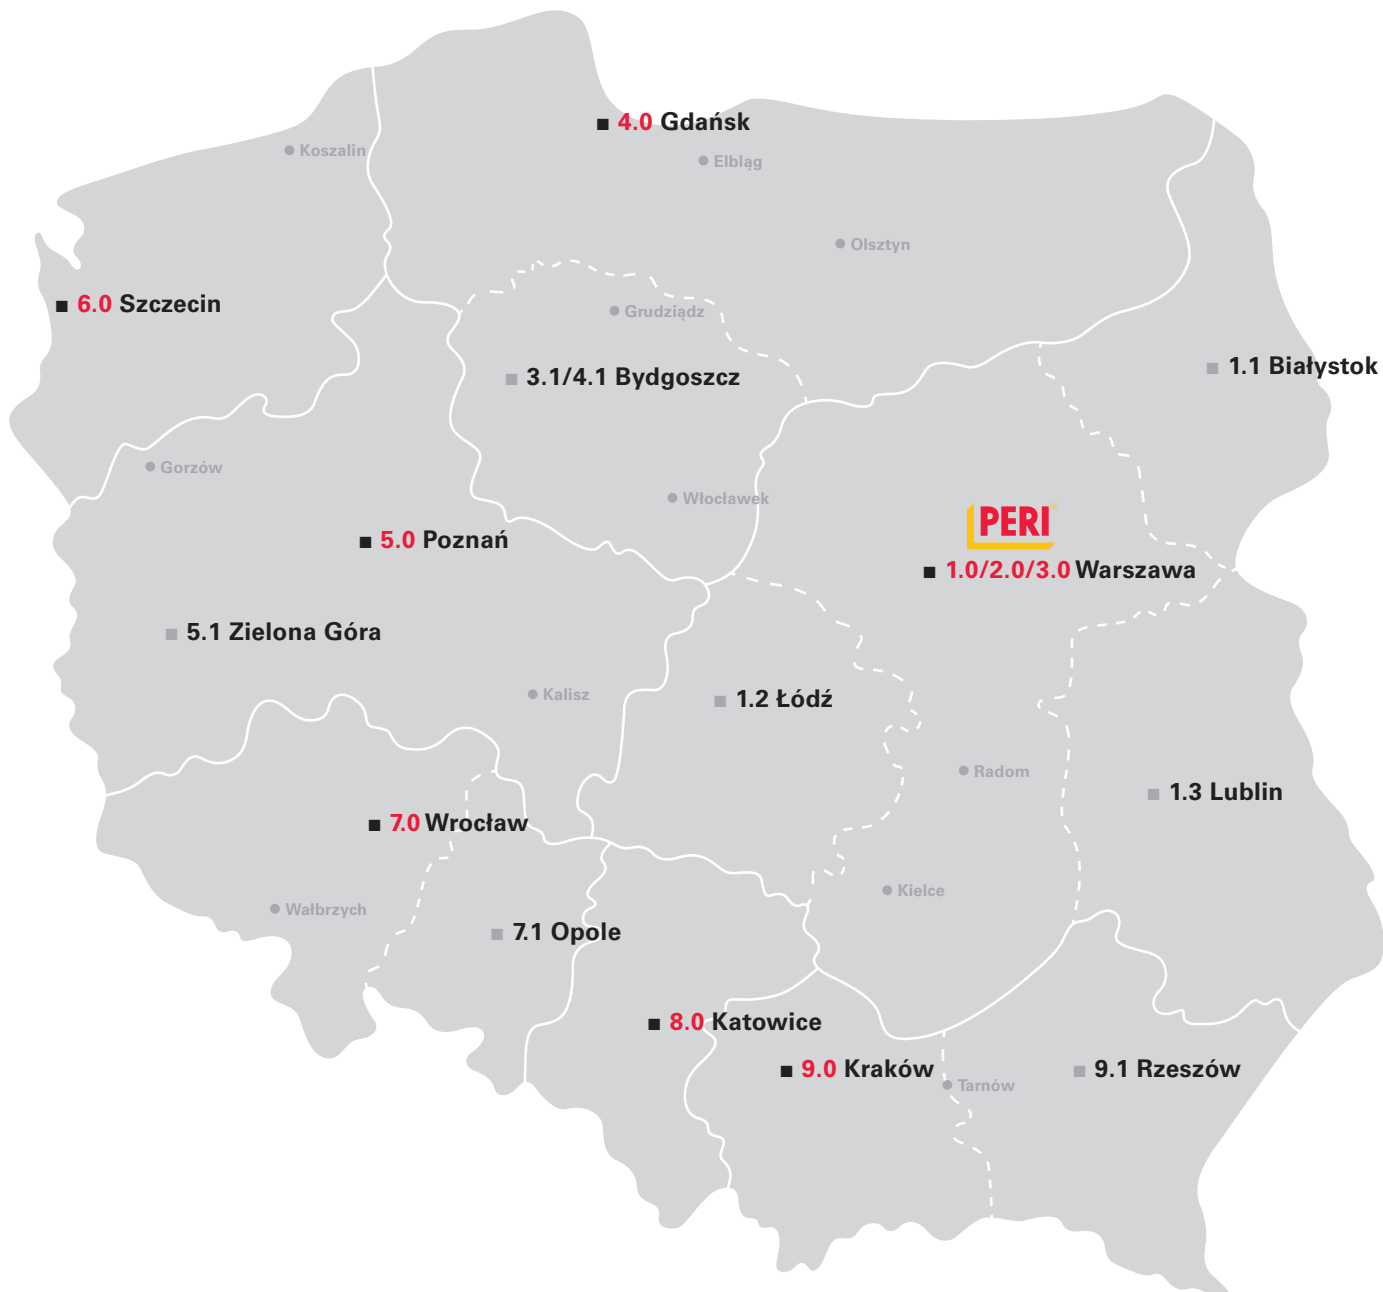 4.0 Gdańsk
Koszalin
Elbląg
Olsztyn
6.0 Szczecin
Grudziądz
1.1 Białystok
3.1/4.1 Bydgoszcz
Gorzów
Włocławek
PERI®
5.0 Poznań
1.0/2.0/3.0 Warszawa
5.1 Zielona Góra
Kalisz
1.2 Łódź
Radom
1.3 Lublin
7.0 Wrocław
Kielce
Wałbrzych
7.1 Opole
8.0 Katowice
9.0 Kraków
9.1 Rzeszów
Tarnów